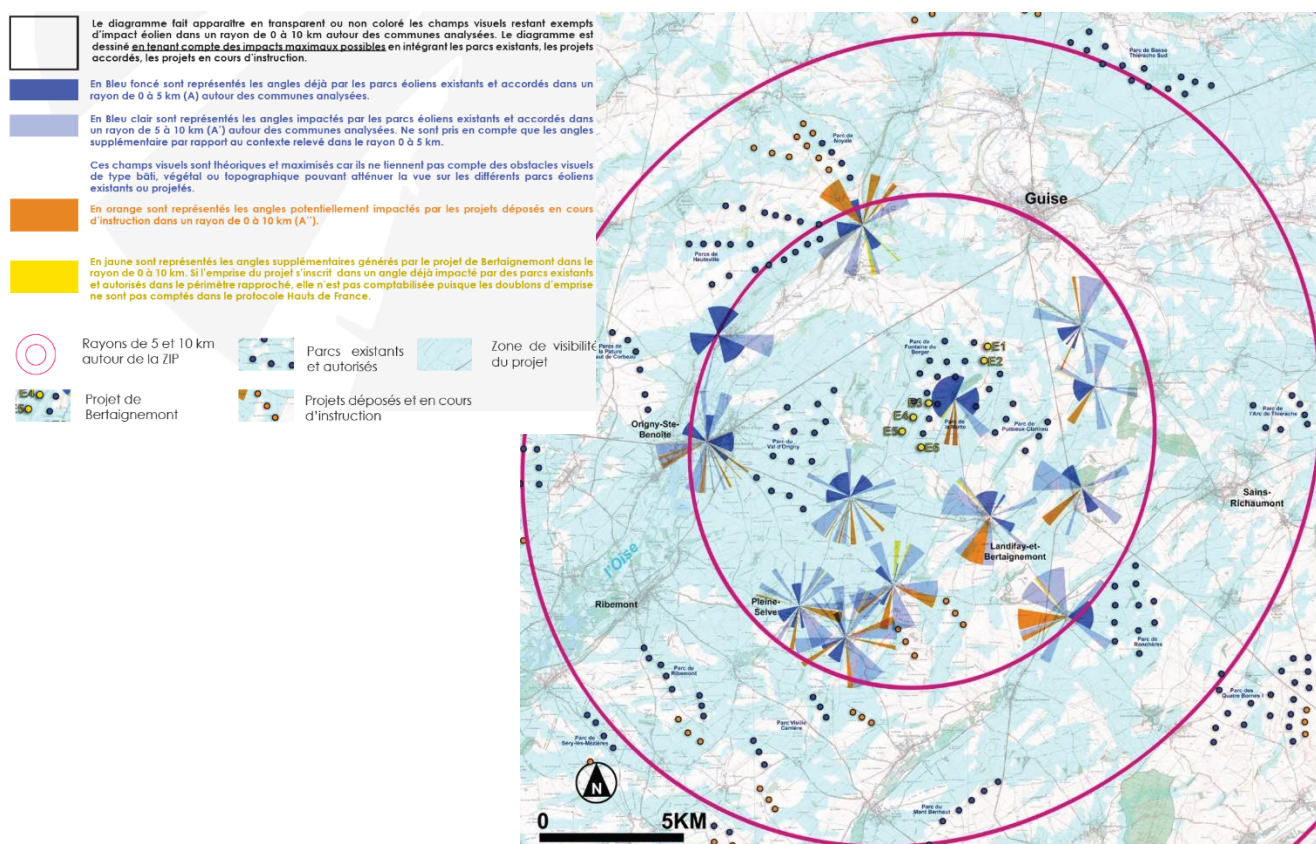 Le diagramme fait apparaître en transparent ou non coloré les champs visuels restant exempts
d'impact éolien dans un rayon de 0 à 10 km autour des communes analysées. Le diagramme est
dessiné en tenant compte des impacts maximaux possibles en intégrant les parcs existants, les projets
accordés, les projets en cours d'instruction.
En Bleu foncé sont représentés les angles déjà par les parcs éoliens existants et accordés dans un
rayon de 0 à 5 km (A) autour des communes analysées.
En Bleu clair sont représentés les angles impactés par les parcs éoliens existants et accordés dans
un rayon de 5 à 10 km (A') autour des communes analysées. Ne sont pris en compte que les angles
supplémentaire par rapport au contexte relevé dans le rayon 0 à 5 km.
Ces champs visuels sont théoriques et maximisés car ils ne tiennent pas compte des obstacles visuels
de type bâti, végétal ou topographique pouvant atténuer la vue sur les différents parcs éoliens
existants ou projetés.
En orange sont représentés les angles potentiellement impactés par les projets déposés en cours
d'instruction dans un rayon de 0 à 10 km (A'').
En jaune sont représentés les angles supplémentaires générés par le projet de Bertaignemont dans le
rayon de 0 à 10 km. Si l'emprise du projet s'inscrit dans un angle déjà impacté par des parcs existants
et autorisés dans le périmètre rapproché, elle n'est pas comptabilisée puisque les doublons d'emprise
ne sont pas comptés dans le protocole Hauts de France.
Rayons de 5 et 10 km
autour de la ZIP
Parcs existants
et autorisés
Zone de visibilité
du projet
Projet de
Bertaignemont
Projets déposés et en cours
d'instruction
E4
E5
Parc de Basse
Thiérache Sud
Parc de
Noyale
Guise
Parcs de
Hauteville
Parc de
Fontaine du
Berger
E1
E2
E3
E4
E5
E6
Parc de
la Motte
Parc de
Puisieux-Clanlieu
Parc de
l'Arc de Thiérache
Origny-Ste-
Benoîte
Parc du
Val d'Origny
Sains-
Richaumont
Landifay-et-
Bertaignemont
l'Oise
Ribemont
Pleine-
Selve
Parc de
Ronchères
Parc de
Ribemont
Parc des
Quatre Bornes I
Parc de
Séry-les-Mézières
Parc Vieille
Carrière
Parc du
Mont Benhaut
N
0
5KM